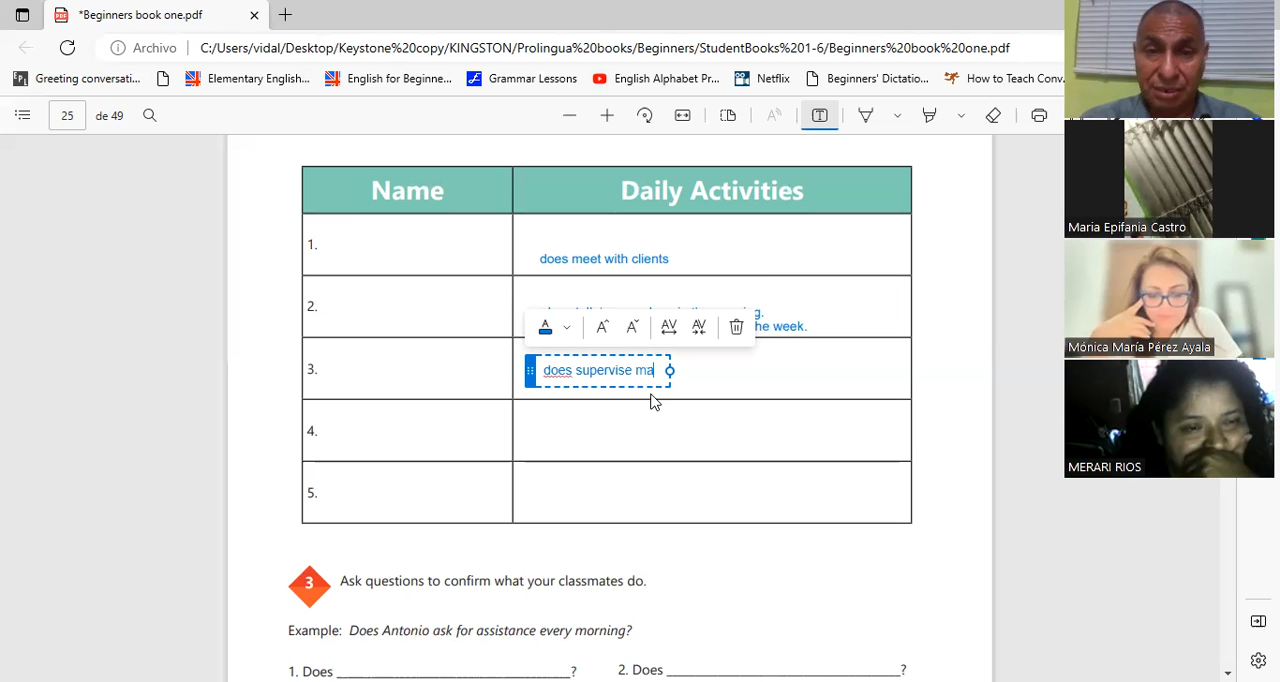 *Beginners book one.pdf
Archivo
C:/Users/vidal/Desktop/Keystone%20copy/KINGSTON/Prolingua%20books/Beginners/StudentBooks%201-6/Beginners%20book%20one.pdf
Greeting conversati...
Elementary English...
English for Beginne...
Grammar Lessons
English Alphabet Pr...
Netflix
Beginners' Dictatio...
How to Teach Conv
25 de 49
Name
Daily Activities
1.
does meet with clients
2.
he week.
3.
does supervise ma
4.
5.
3 Ask questions to confirm what your classmates do.
Example: Does Antonio ask for assistance every morning?
1. Does ______________________________?
2. Does ______________________________?
Maria Epifania Castro
Mónica María Pérez Ayala
MERARI RIOS